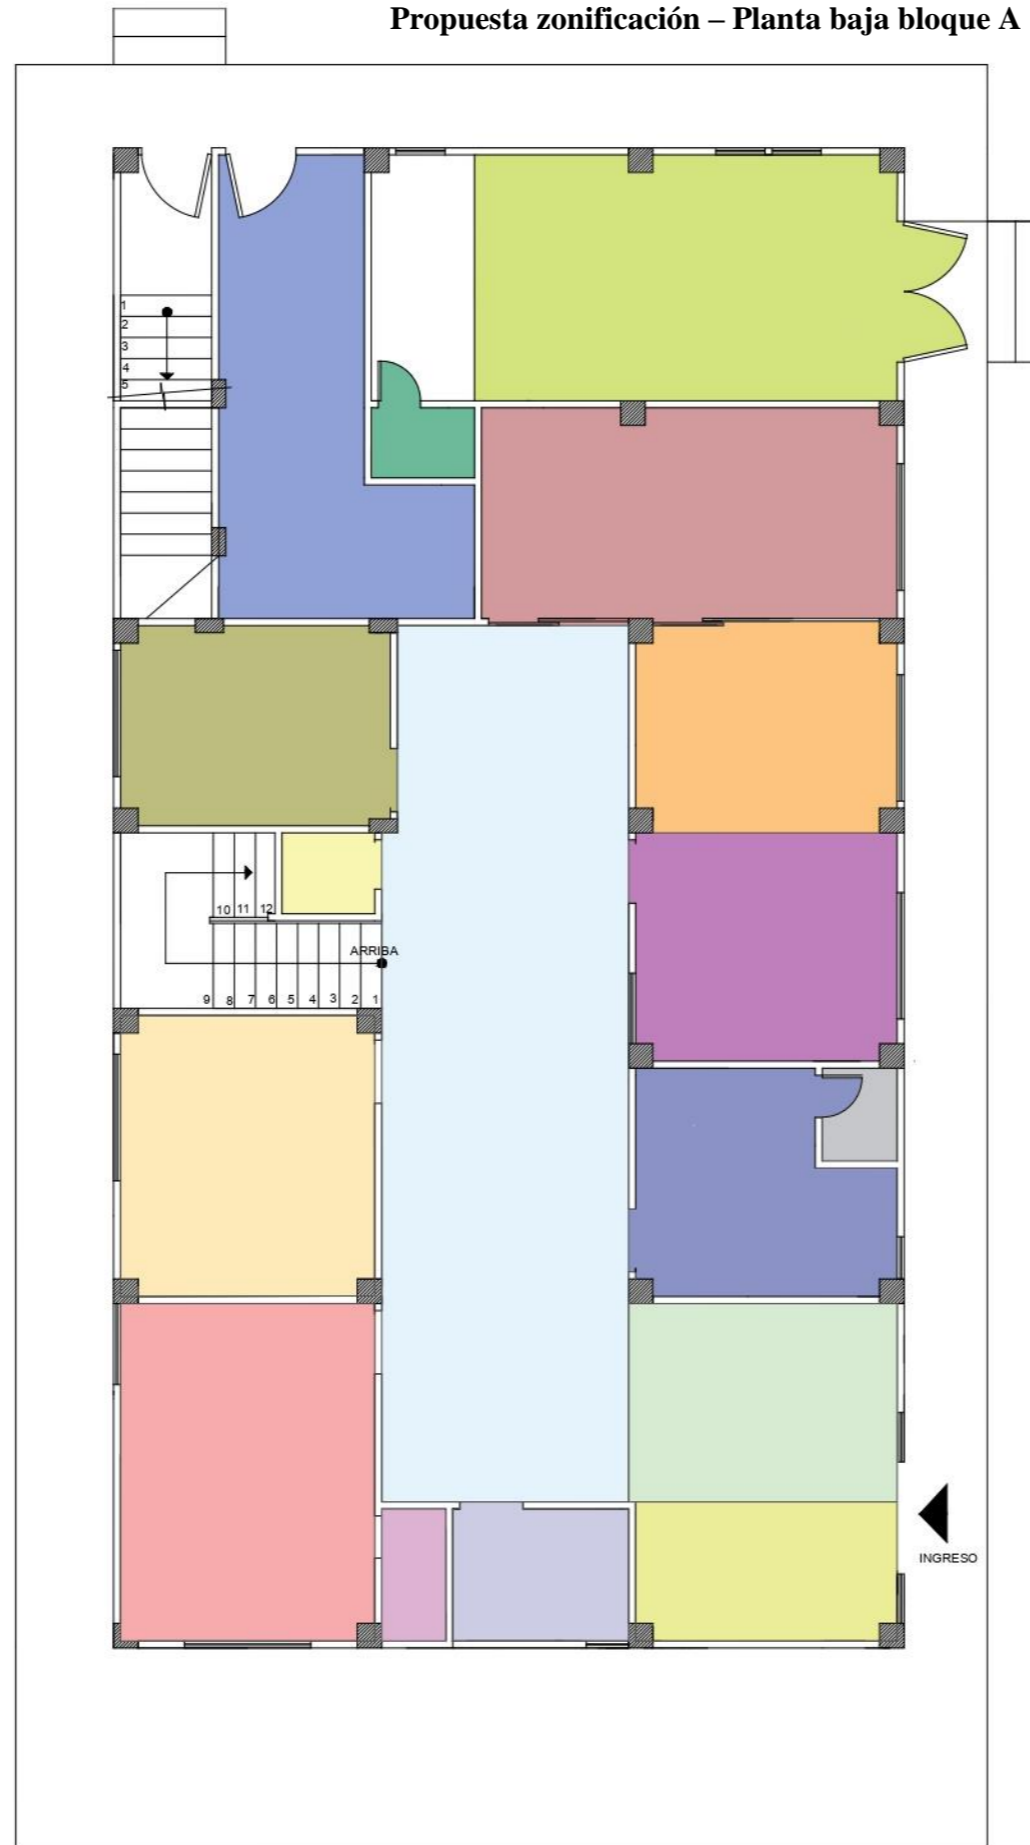 Propuesta zonificación – Planta baja bloque A
1
2
3
4
5
10 11 12
ARRIBA
9 8 7 6 5 4 3 2 1
INGRESO